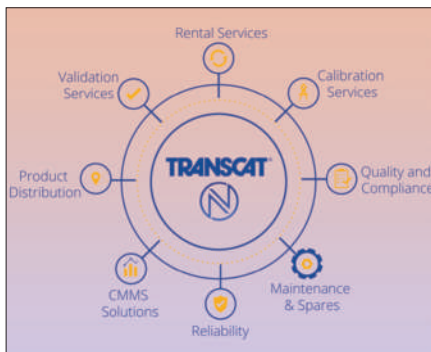 Rental Services
Validation
Services
Calibration
Services
TRANSCAT®
Product
Distribution
Quality and
Compliance
CMMS
Solutions
Maintenance
& Spares
Reliability